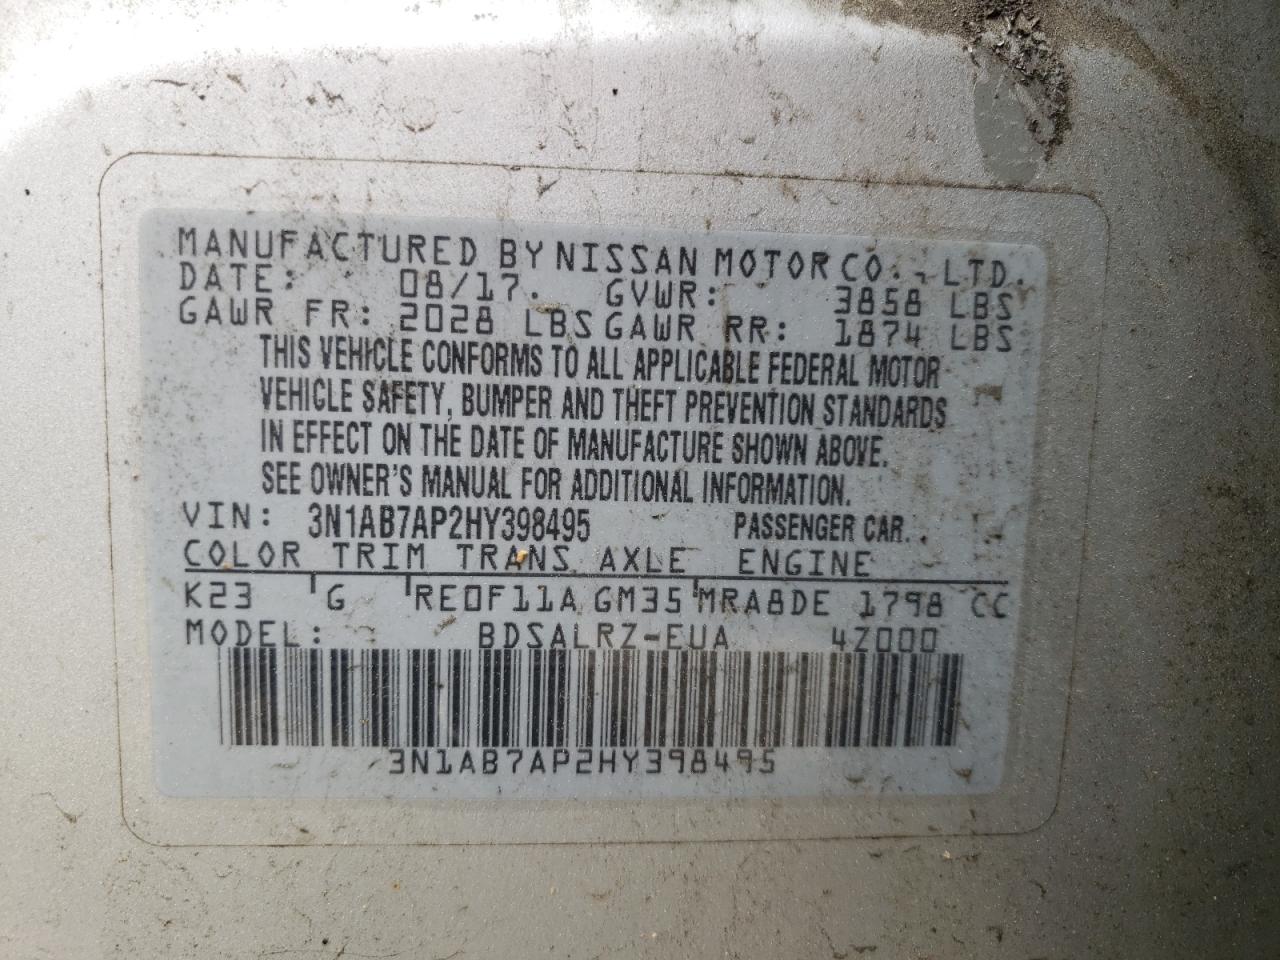 MANUFACTURED BY NISSAN MOTOR CO., LTD.
DATE: 08/17. GVWR: 3858 LBS
GAWR FR: 2028 LBS GAWR RR: 1874 LBS
THIS VEHICLE CONFORMS TO ALL APPLICABLE FEDERAL MOTOR
VEHICLE SAFETY, BUMPER AND THEFT PREVENTION STANDARDS
IN EFFECT ON THE DATE OF MANUFACTURE SHOWN ABOVE.
SEE OWNER'S MANUAL FOR ADDITIONAL INFORMATION.
VIN: 3N1AB7AP2HY398495 PASSENGER CAR.
COLOR TRIM TRANS AXLE ENGINE
K23 G RE0F11A GM35 MRA8DE 1798 CC
MODEL: BDSALRZ-EUA 4Z000
3N1AB7AP2HY398495